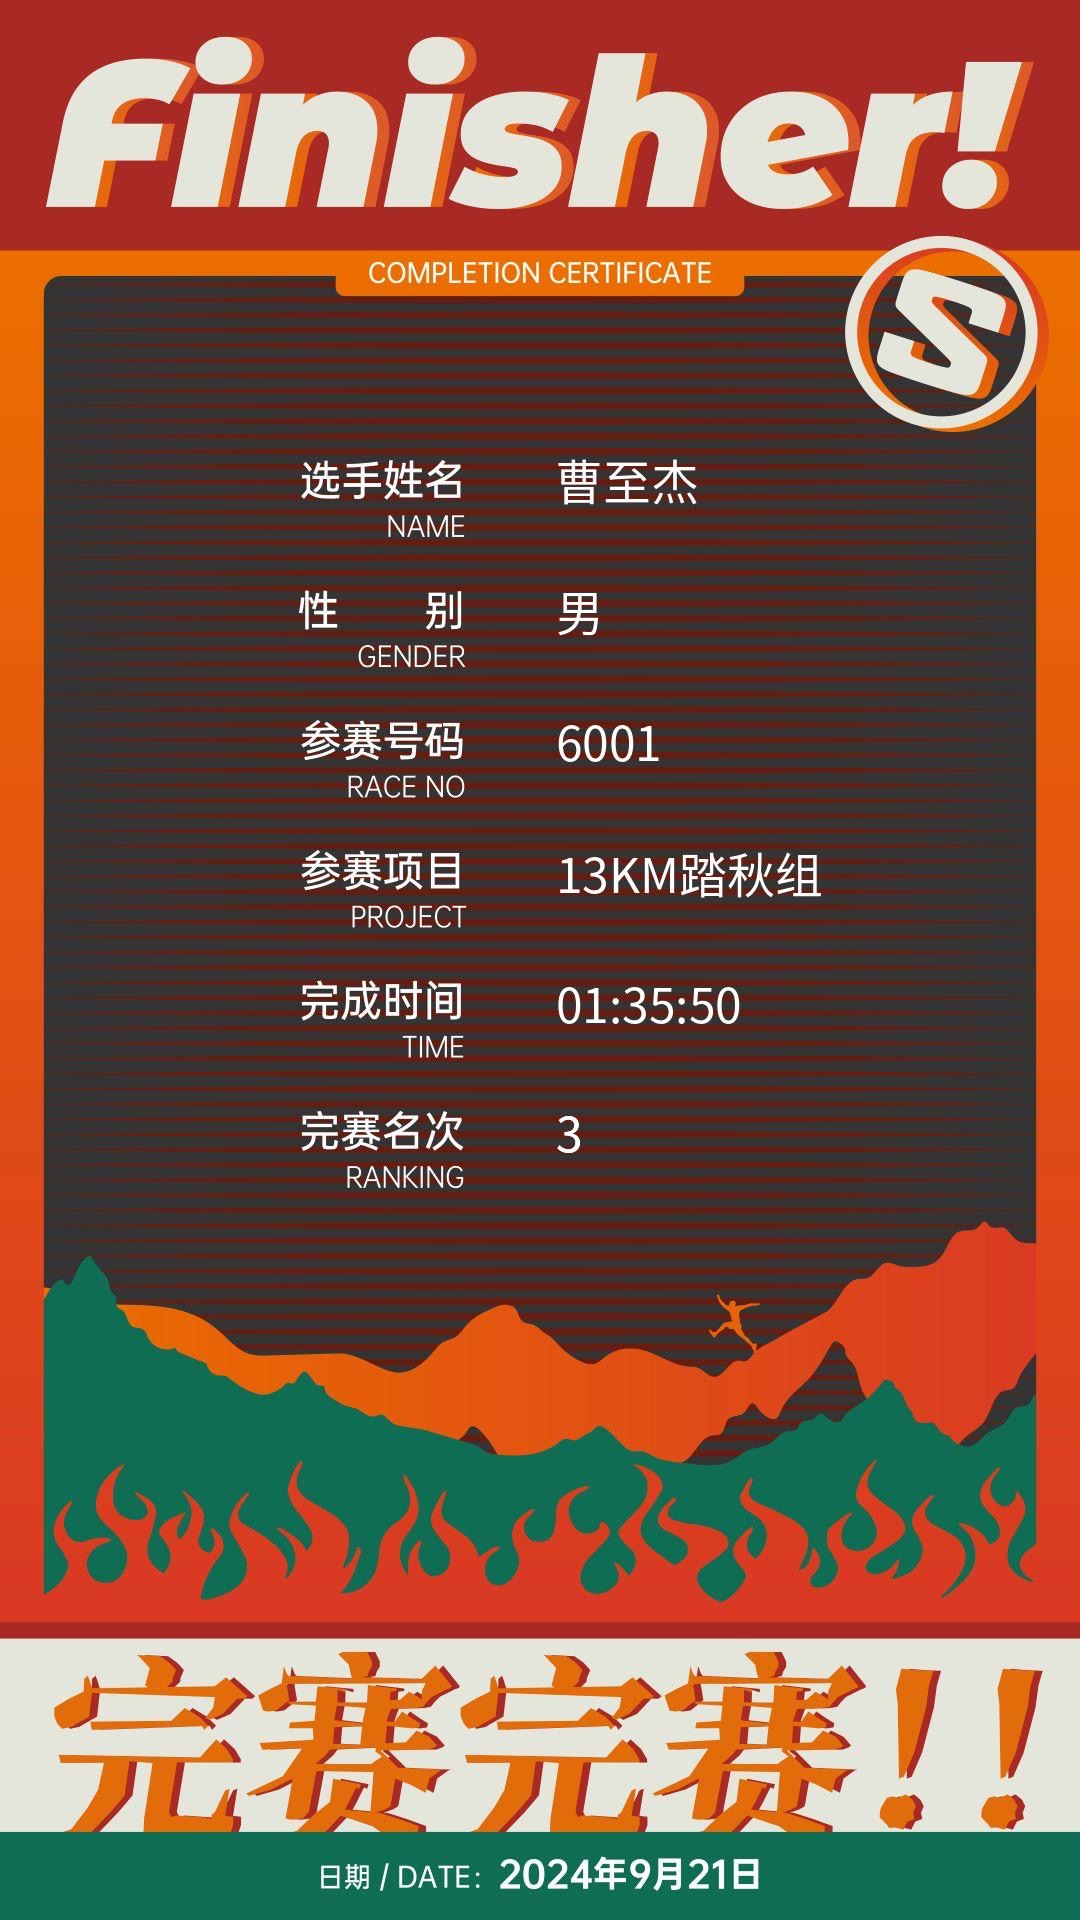 Finisher!
COMPLETION CERTIFICATE
S
选手姓名 曹至杰
NAME
性 别 男
GENDER
参赛号码 6001
RACE NO
参赛项目 13KM踏秋组
PROJECT
完成时间 01:35:50
TIME
完赛名次 3
RANKING
完赛完赛!!
日期 / DATE: 2024年9月21日